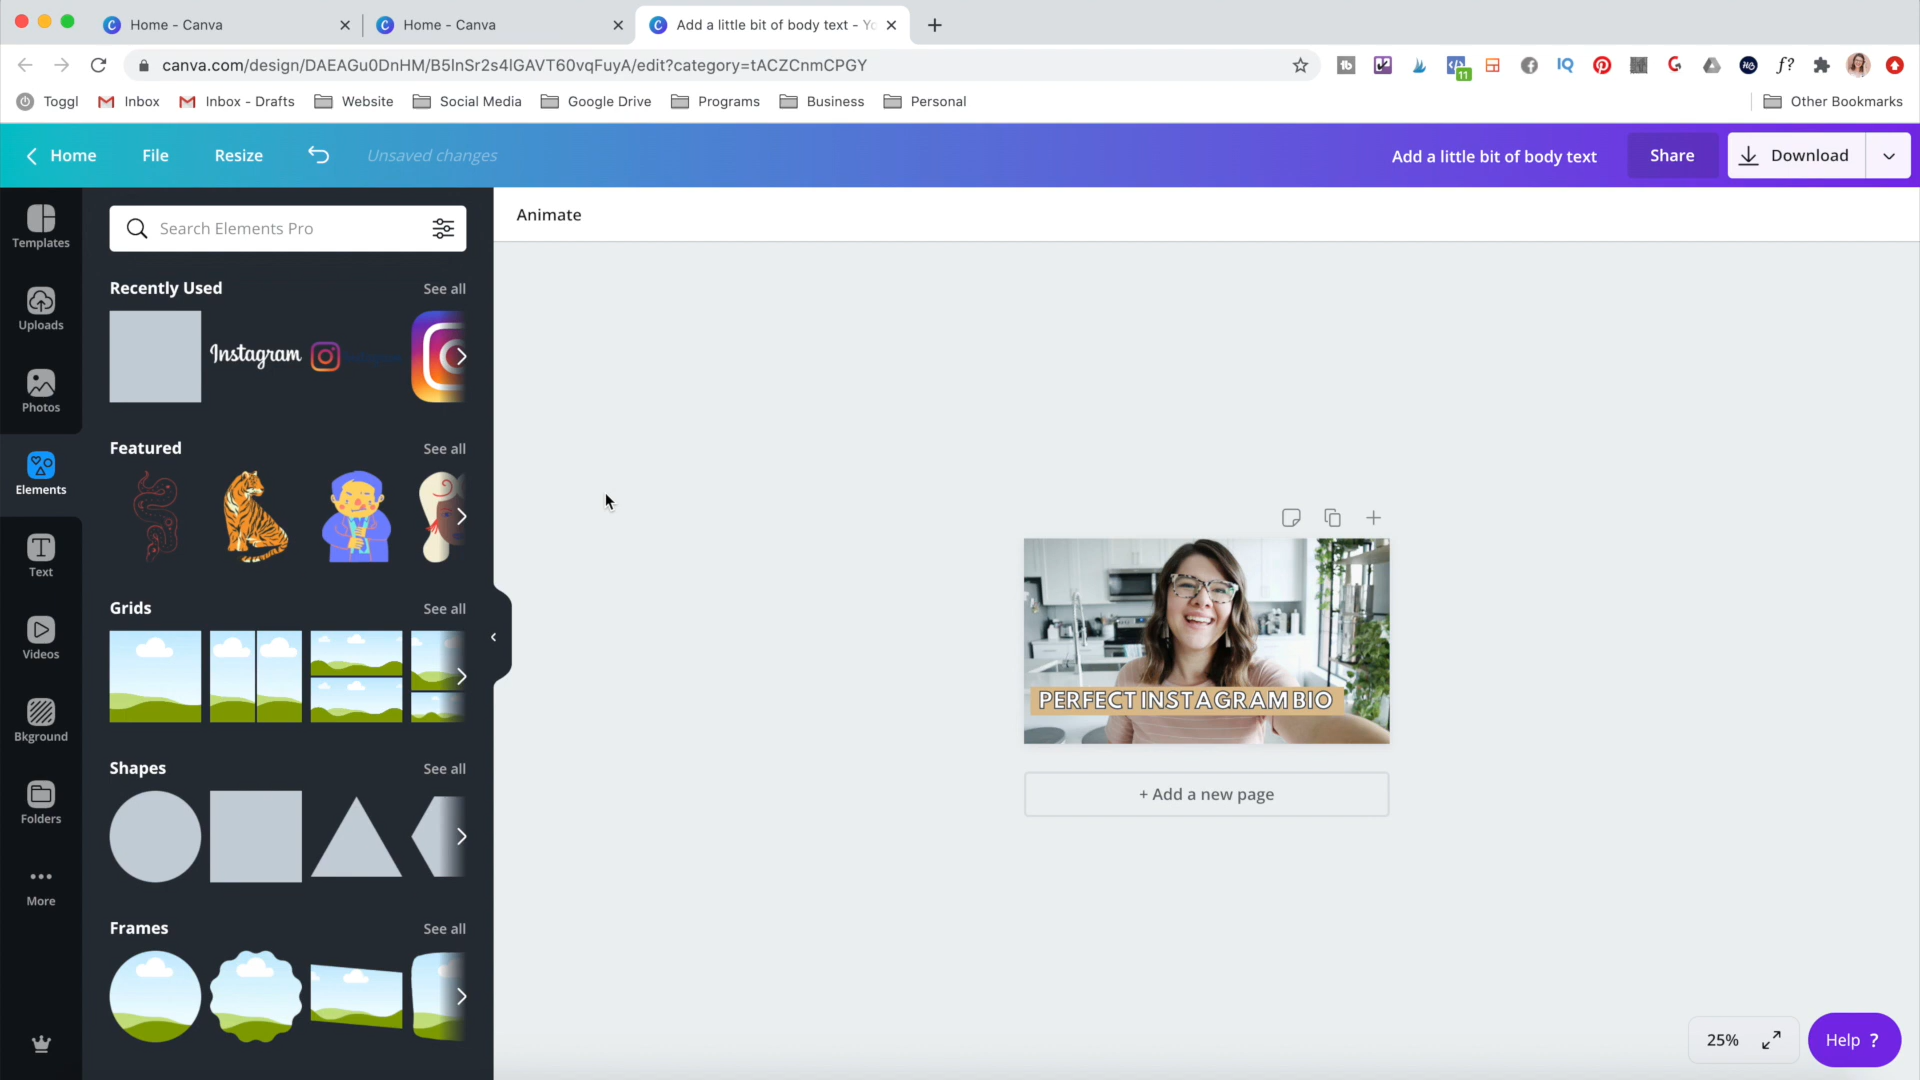 Home - Canva
Home - Canva
Add a little bit of body text - Yo
canva.com/design/DAEAGu0DnHM/B5lnSr2s4lGAVT60vqFuyA/edit?category=tACZCnmCPGY
Toggl
Inbox
Inbox - Drafts
Website
Social Media
Google Drive
Programs
Business
Personal
Other Bookmarks
Home
File
Resize
Unsaved changes
Add a little bit of body text
Share
Download
Templates
Uploads
Photos
Elements
Text
Videos
Bkground
Folders
More
Search Elements Pro
Recently Used
See all
Instagram
Featured
See all
Grids
See all
Shapes
See all
Frames
See all
Animate
PERFECT INSTAGRAM BIO
+ Add a new page
25%
Help ?